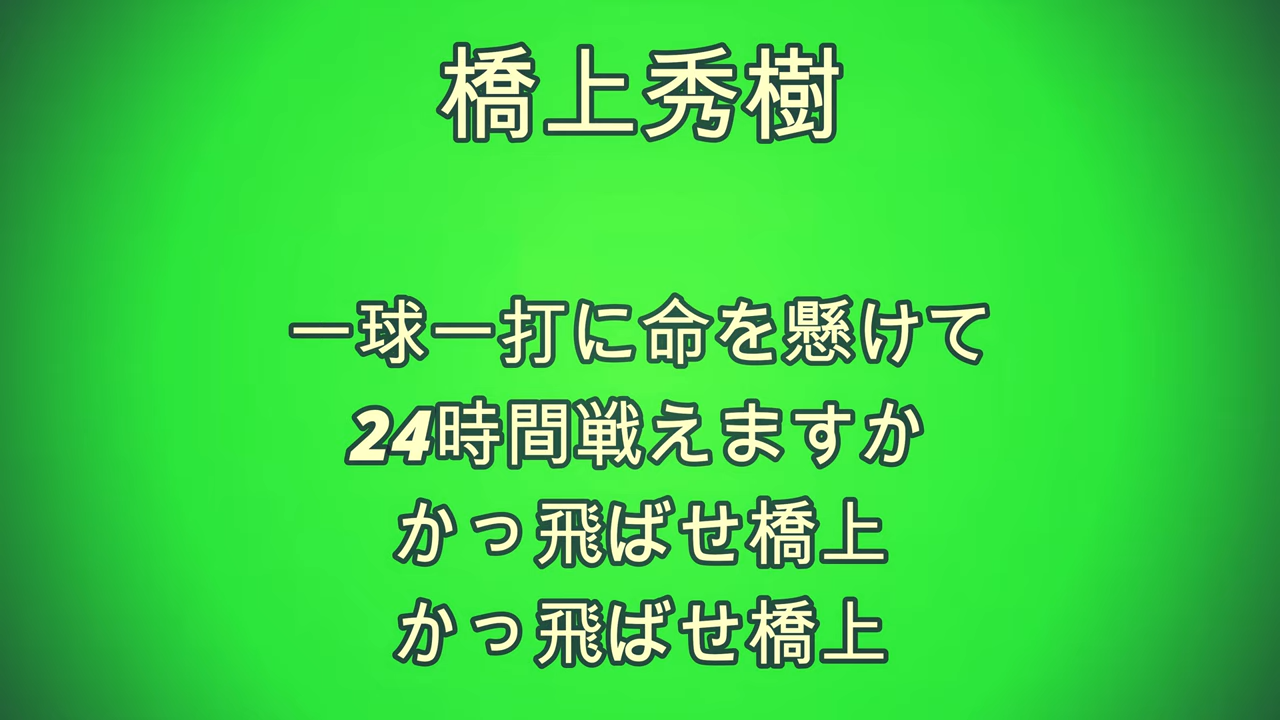 橋上秀樹
一球一打に命を懸けて
24時間戦えますか
かっ飛ばせ橋上
かっ飛ばせ橋上